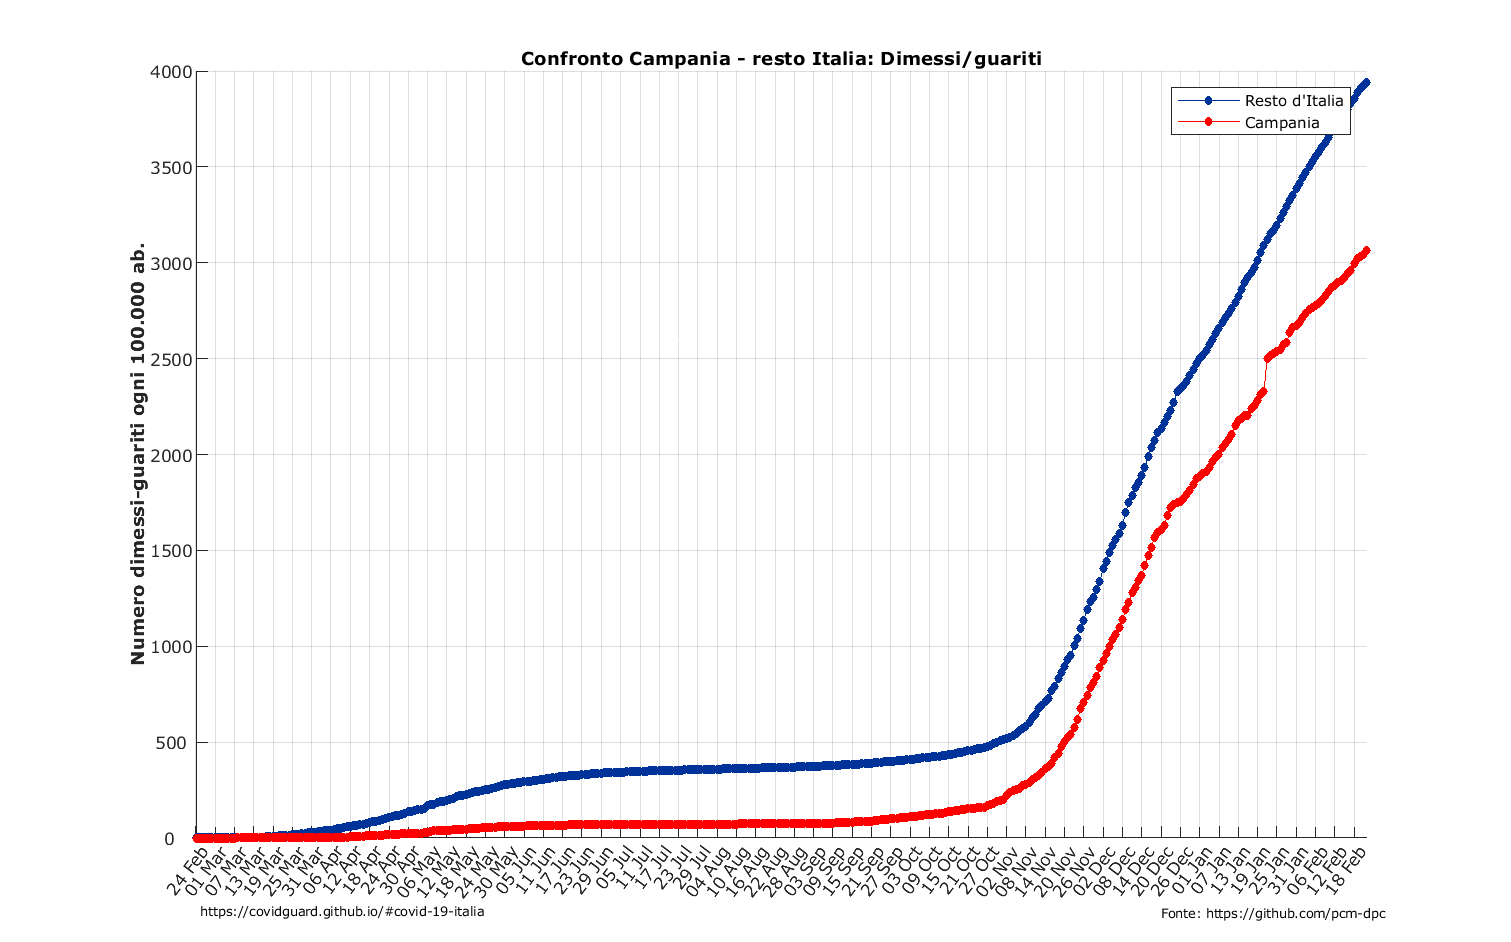 Confronto Campania - resto Italia: Dimessi/guariti
Numero dimessi-guariti ogni 100.000 ab.
4000
3500
3000
2500
2000
1500
1000
500
0
Resto d'Italia
Campania
24 Feb
01 Mar
07 Mar
13 Mar
19 Mar
25 Mar
31 Mar
06 Apr
12 Apr
18 Apr
24 Apr
30 Apr
06 May
12 May
18 May
24 May
30 May
05 Jun
11 Jun
17 Jun
23 Jun
29 Jun
05 Jul
11 Jul
17 Jul
23 Jul
29 Jul
04 Aug
10 Aug
16 Aug
22 Aug
28 Aug
03 Sep
09 Sep
15 Sep
21 Sep
27 Sep
03 Oct
09 Oct
15 Oct
21 Oct
27 Oct
02 Nov
08 Nov
14 Nov
20 Nov
26 Nov
02 Dec
08 Dec
14 Dec
20 Dec
26 Dec
01 Jan
07 Jan
13 Jan
19 Jan
25 Jan
31 Jan
06 Feb
12 Feb
18 Feb
https://covidguard.github.io/#covid-19-italia
Fonte: https://github.com/pcm-dpc